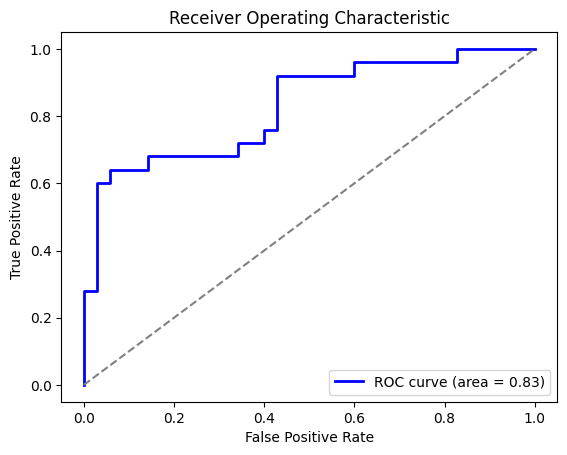 Receiver Operating Characteristic
1.0
0.8
0.6
0.4
0.2
0.0
True Positive Rate
ROC curve (area = 0.83)
0.0 0.2 0.4 0.6 0.8 1.0
False Positive Rate